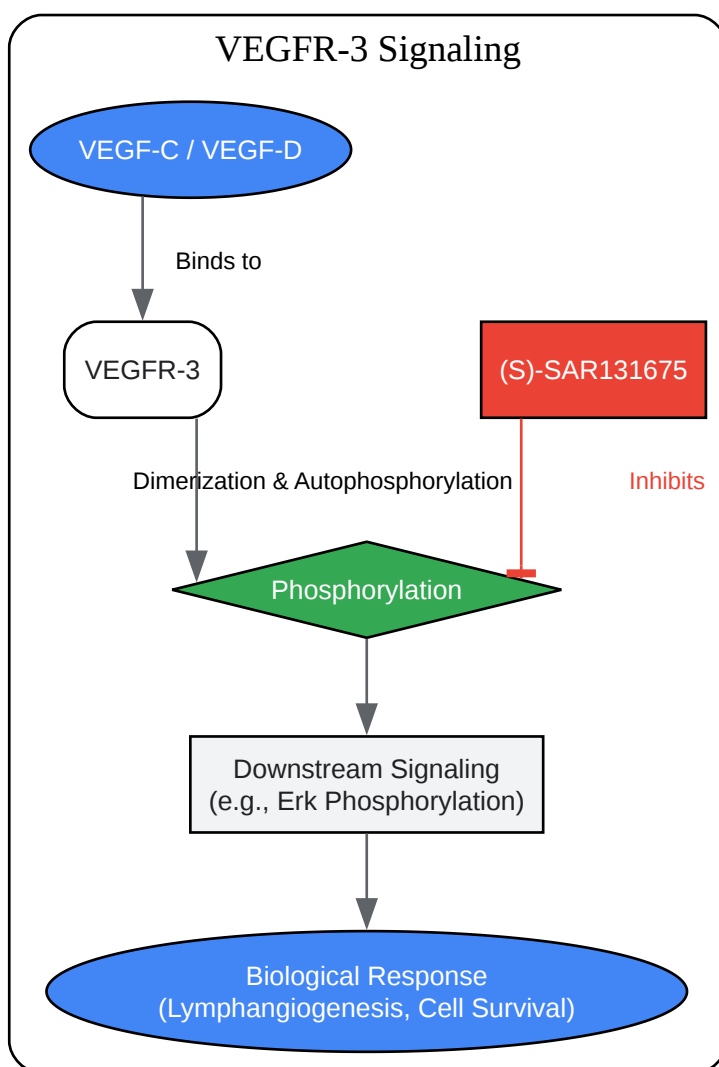 VEGFR-3 Signaling
VEGF-C / VEGF-D
Binds to
VEGFR-3
(S)-SAR131675
Dimerization & Autophosphorylation
Inhibits
Phosphorylation
Downstream Signaling
(e.g., Erk Phosphorylation)
Biological Response
(Lymphangiogenesis, Cell Survival)